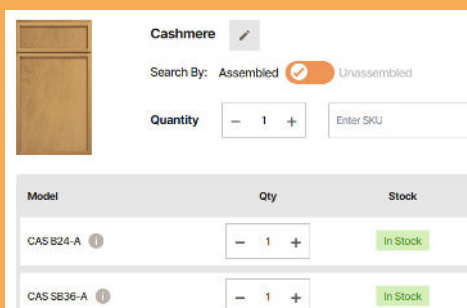 Cashmere
Search By: Assembled Unassembled
Quantity − 1 + Enter SKU
Model Qty Stock
CAS B24-A i − 1 + In Stock
CAS SB36-A i − 1 + In Stock